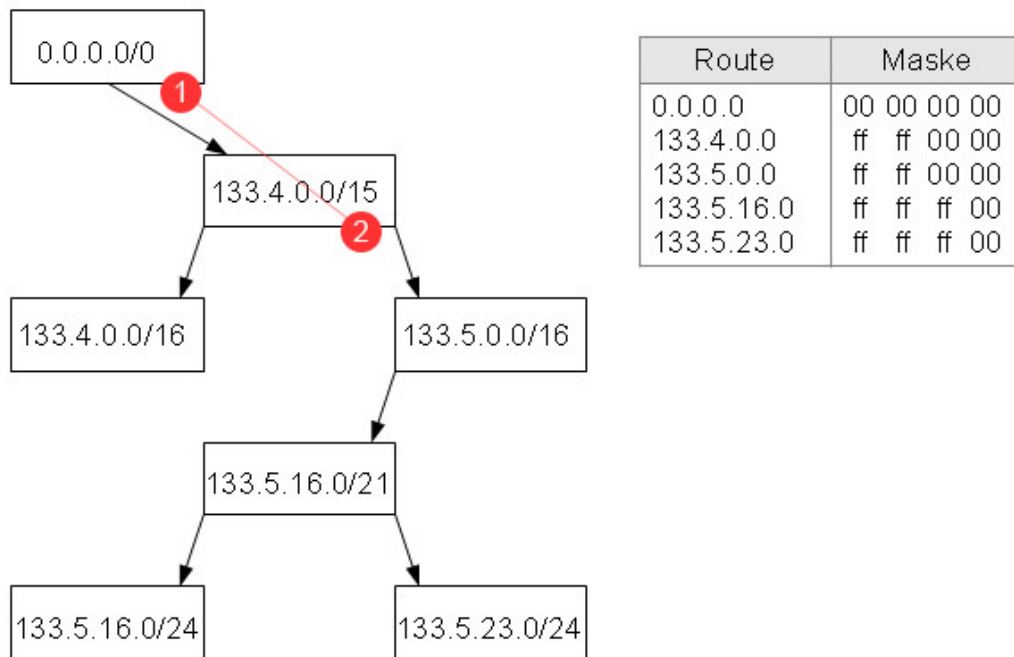 0.0.0.0/0
1
133.4.0.0/15
2
133.4.0.0/16
133.5.0.0/16
133.5.16.0/21
133.5.16.0/24
133.5.23.0/24
Route Maske
0.0.0.0 00 00 00 00
133.4.0.0 ff ff 00 00
133.5.0.0 ff ff 00 00
133.5.16.0 ff ff ff 00
133.5.23.0 ff ff ff 00